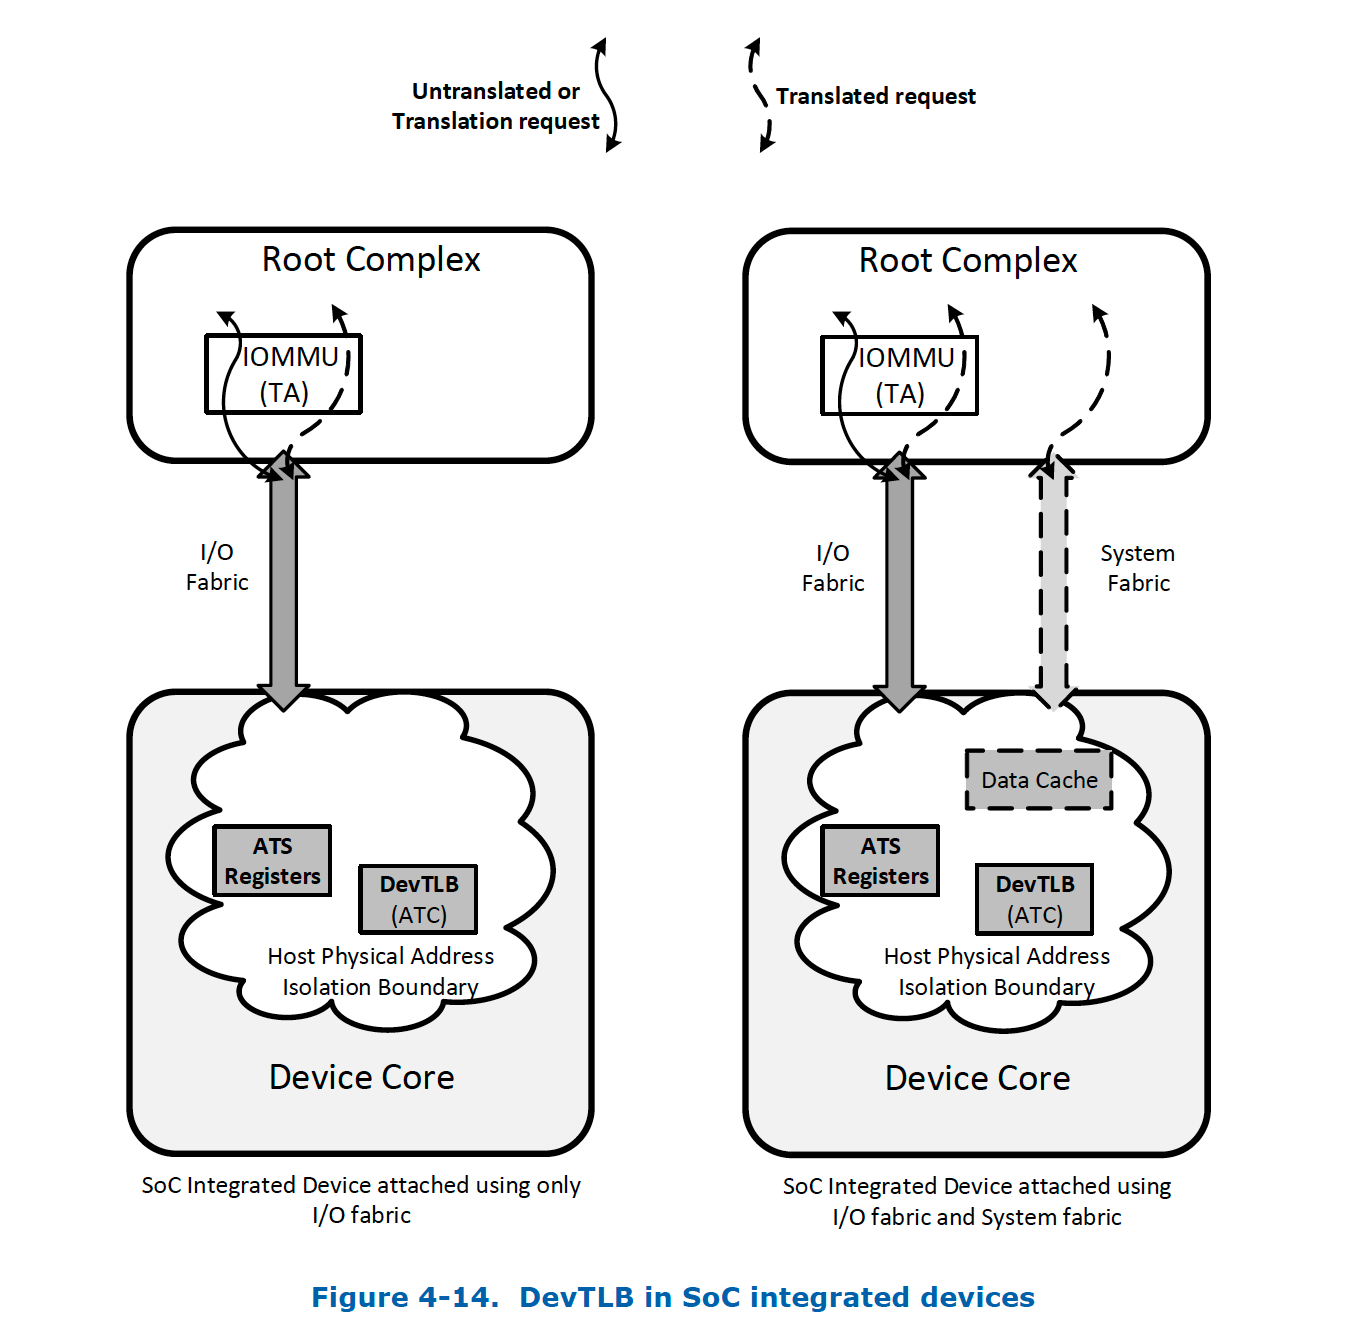 Untranslated or
Translation request
Translated request
Root Complex
IOMMU
(TA)
I/O
Fabric
ATS
Registers
DevTLB
(ATC)
Host Physical Address
Isolation Boundary
Device Core
SoC Integrated Device attached using only
I/O fabric
Root Complex
IOMMU
(TA)
I/O
Fabric
System
Fabric
Data Cache
ATS
Registers
DevTLB
(ATC)
Host Physical Address
Isolation Boundary
Device Core
SoC Integrated Device attached using
I/O fabric and System fabric
Figure 4-14. DevTLB in SoC integrated devices